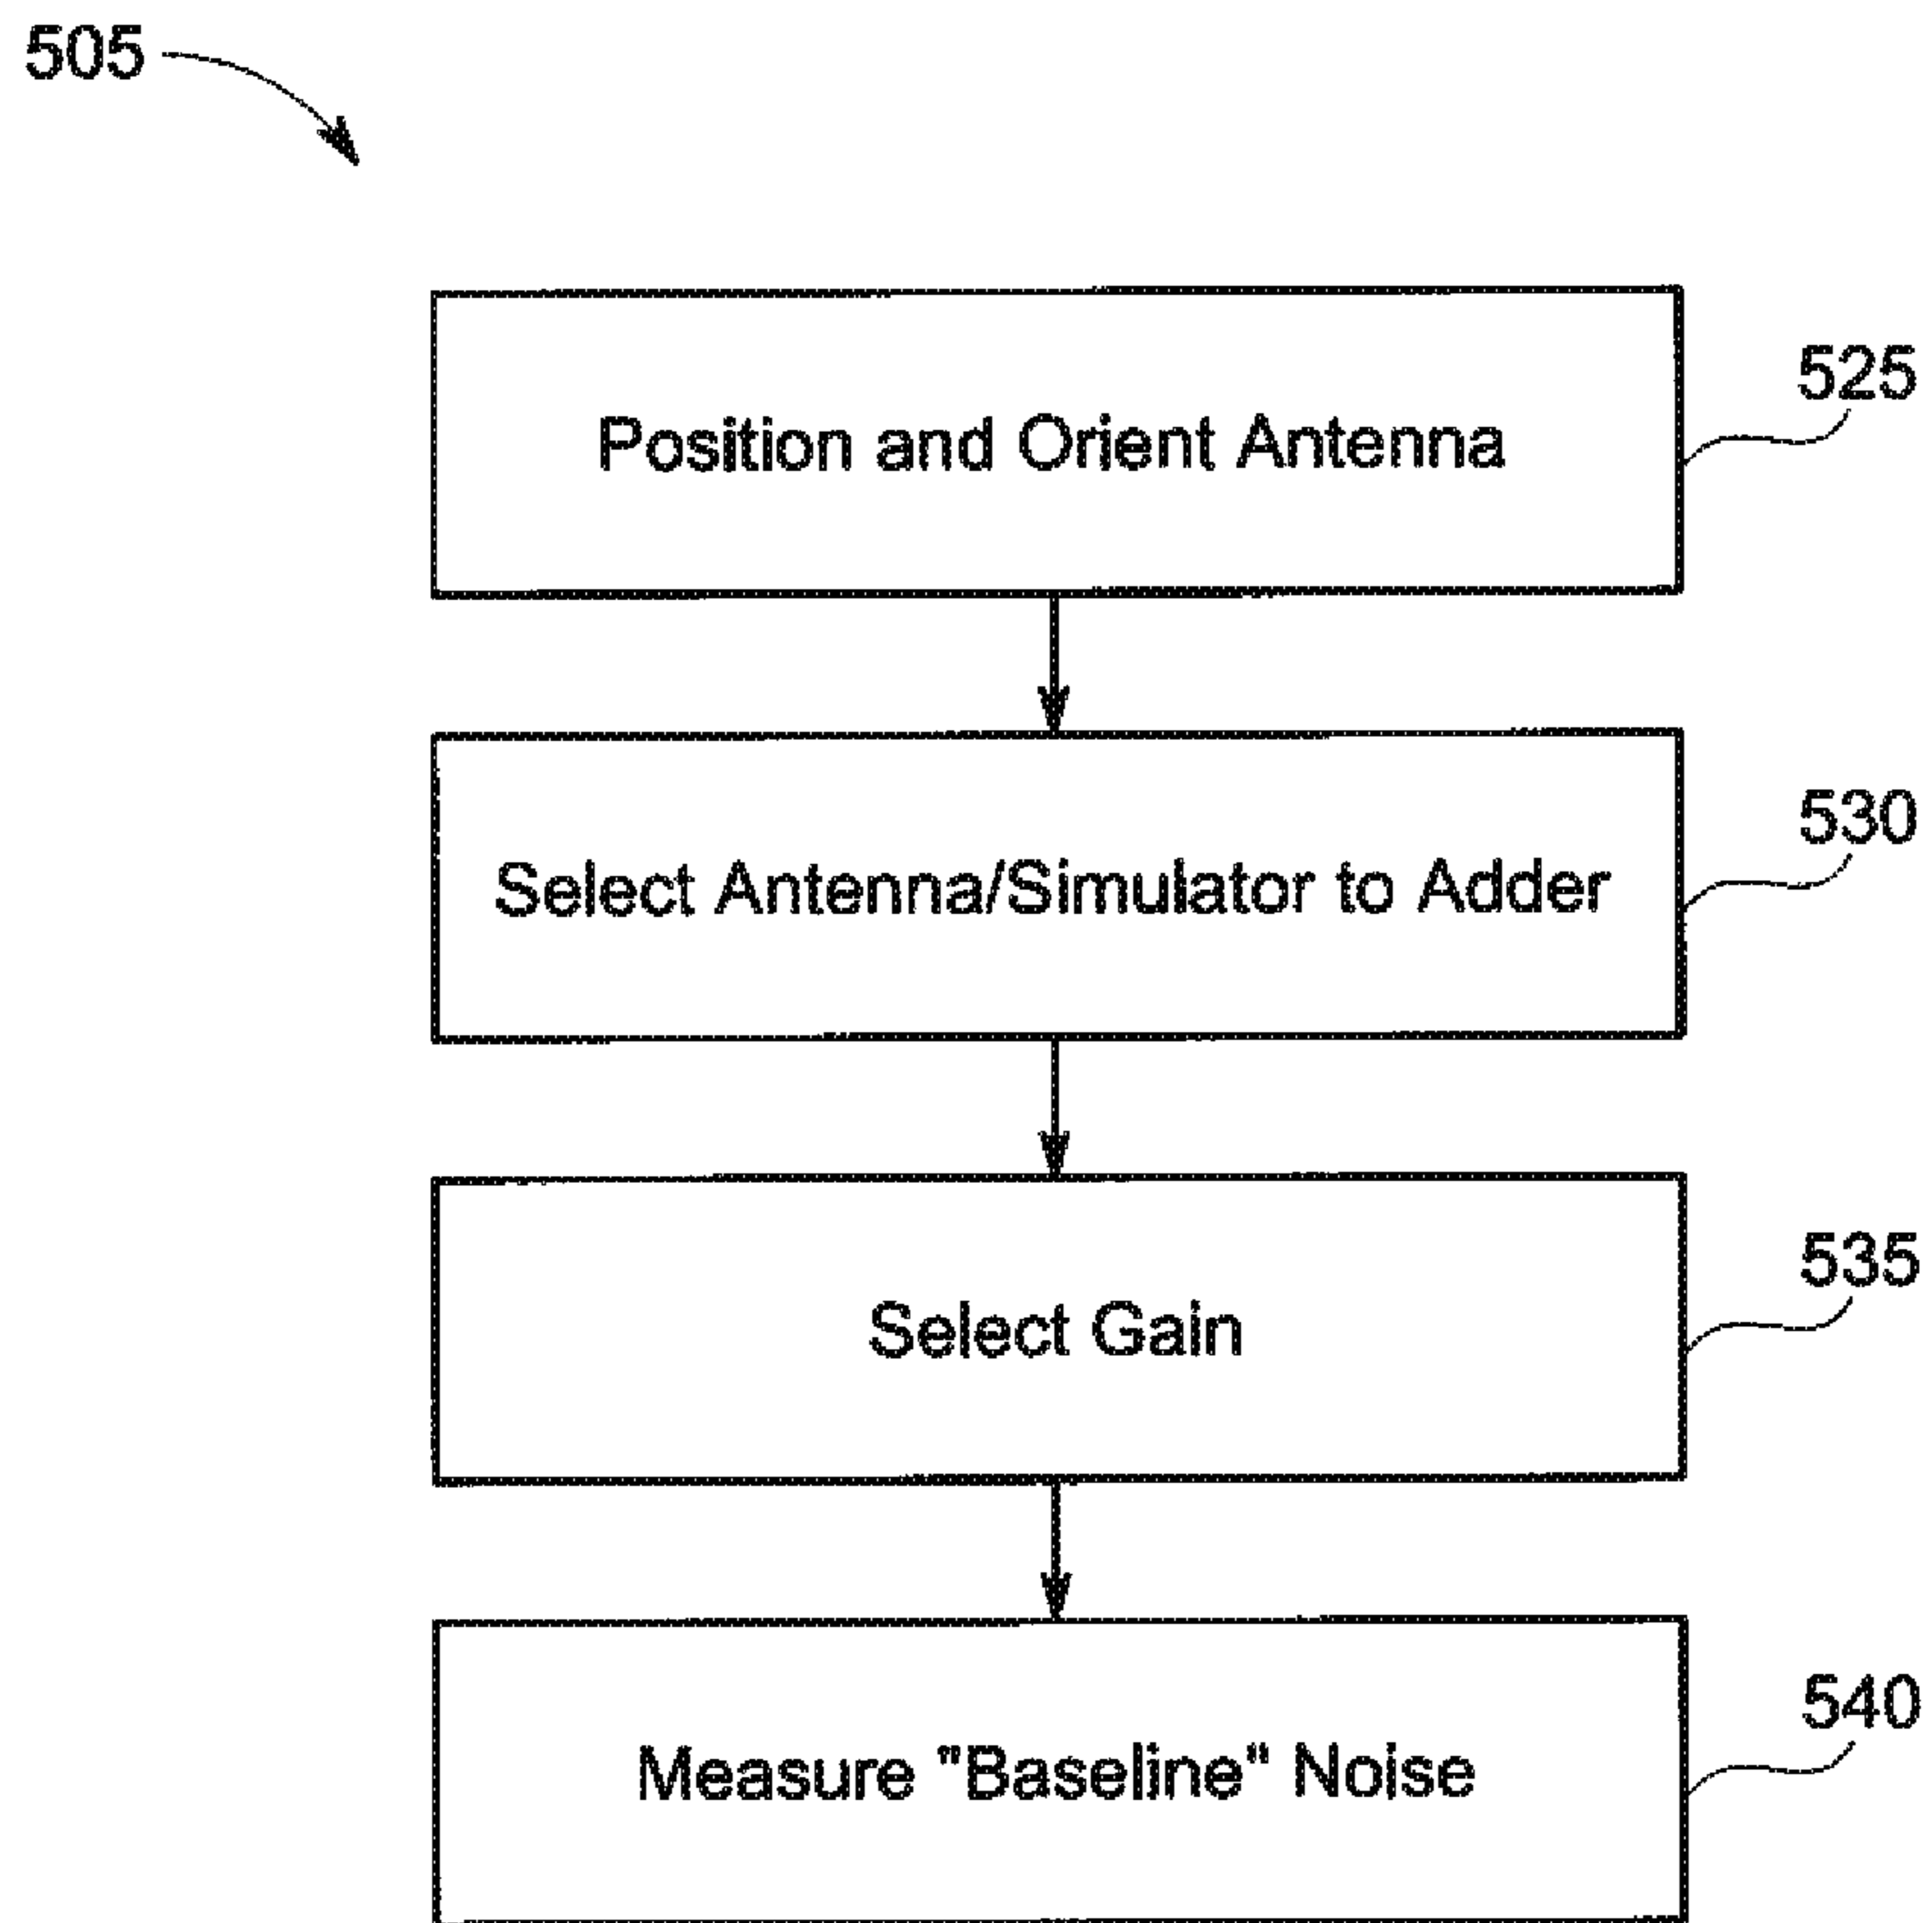 505
Position and Orient Antenna
525
Select Antenna/Simulator to Adder
530
Select Gain
535
Measure "Baseline" Noise
540